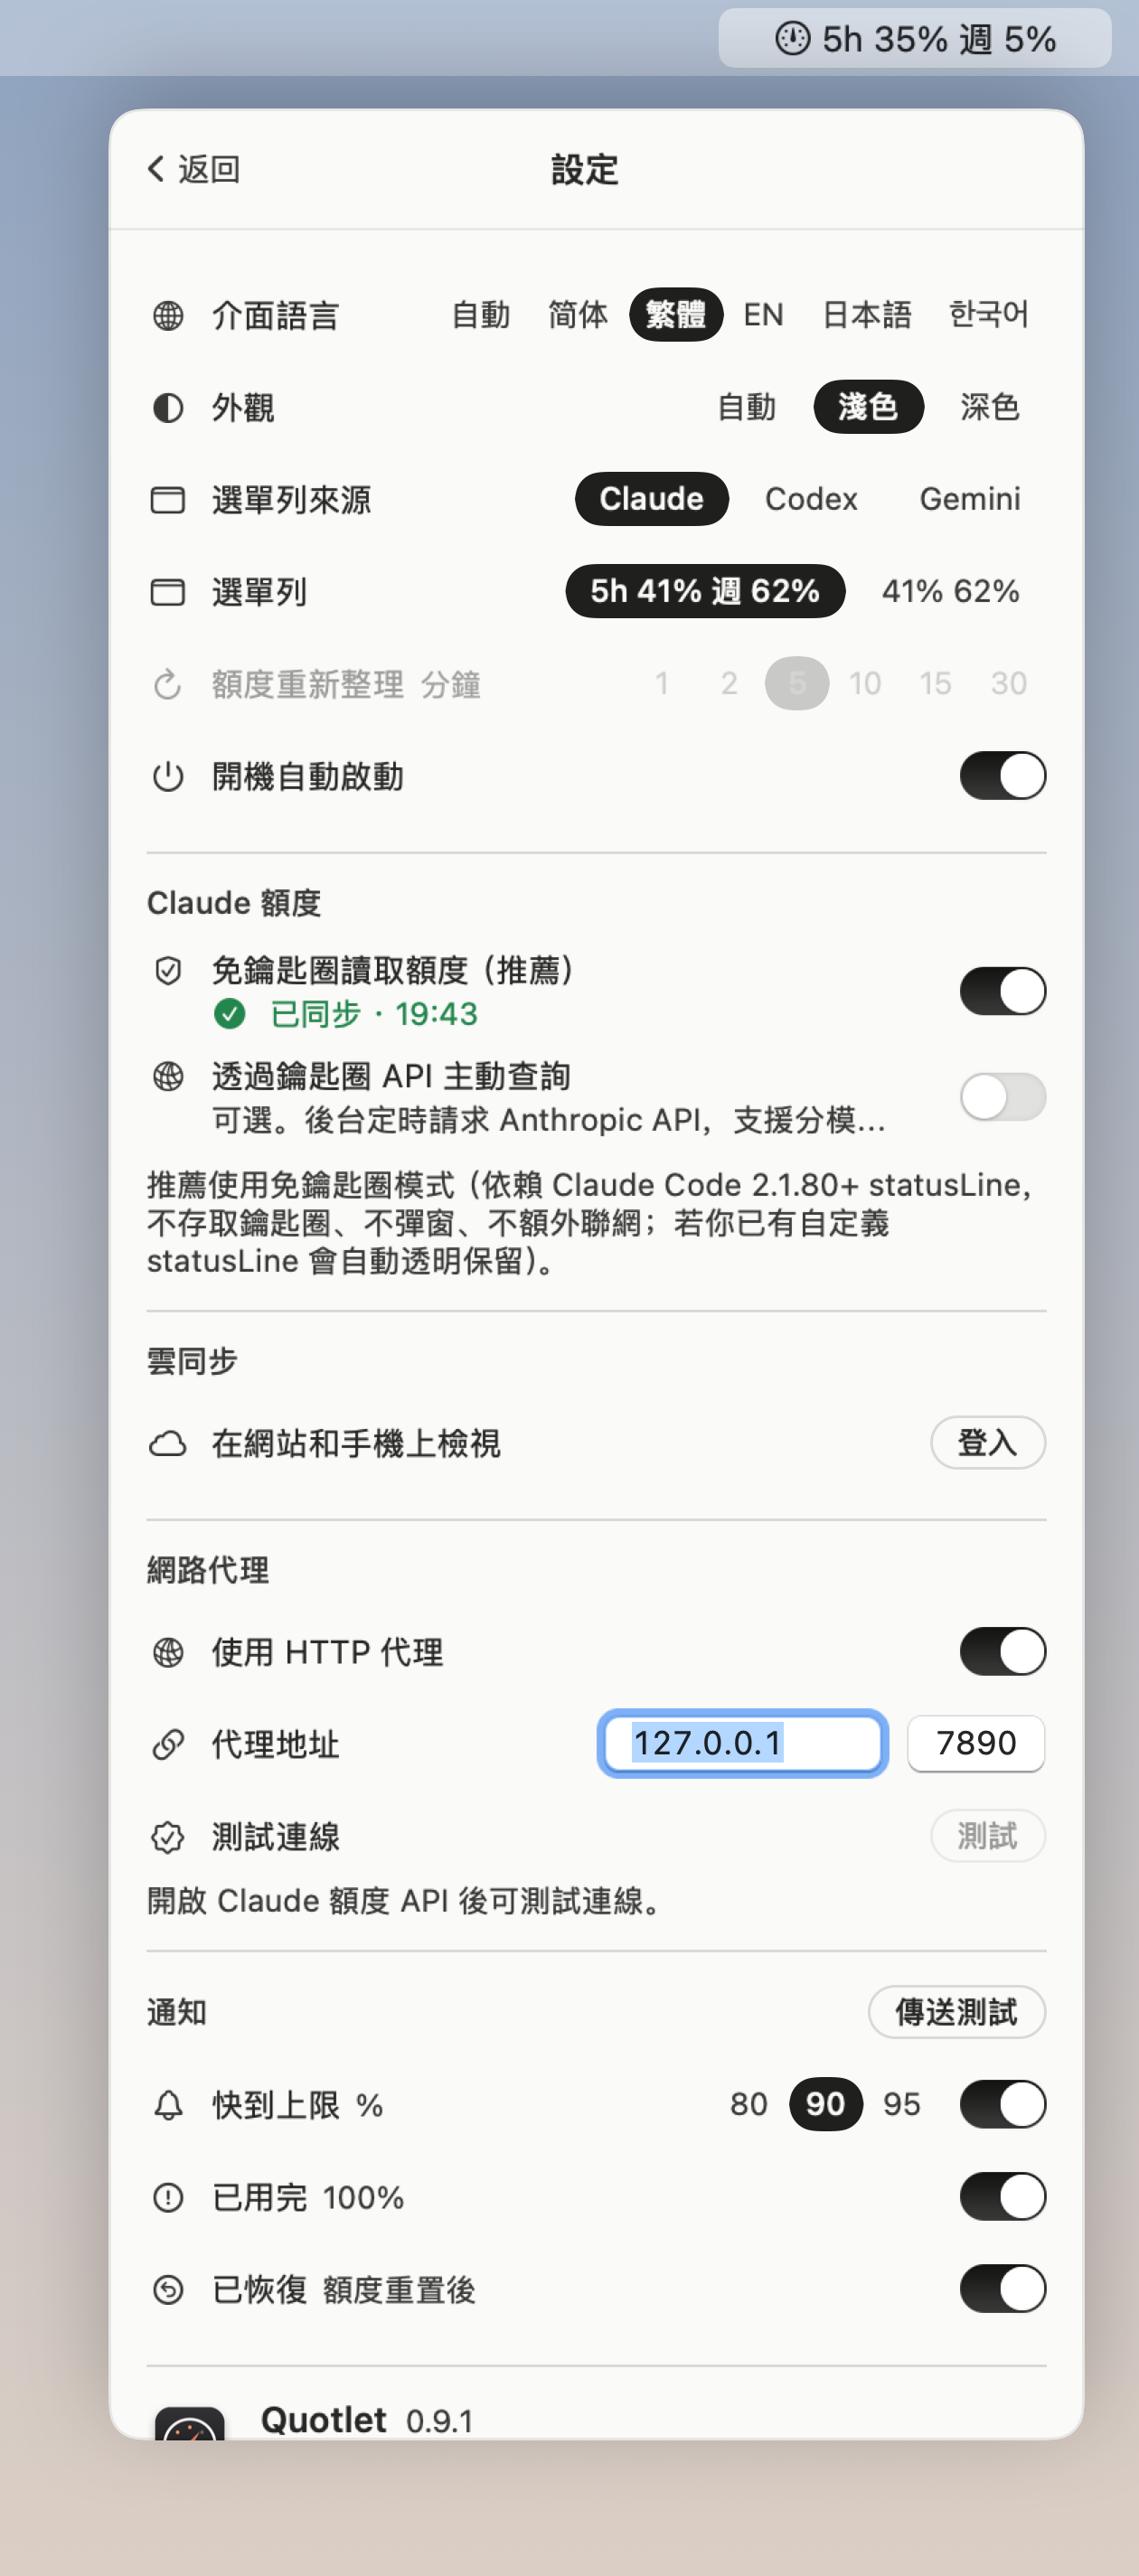 5h 35% 週 5%
返回
設定
介面語言 自動 简体 繁體 EN 日本語 한국어
外觀 自動 淺色 深色
選單列來源 Claude Codex Gemini
選單列 5h 41% 週 62% 41% 62%
額度重新整理 分鐘 1 2 5 10 15 30
開機自動啟動
Claude 額度
免鑰匙圈讀取額度（推薦）
已同步 · 19:43
透過鑰匙圈 API 主動查詢
可選。後台定時請求 Anthropic API，支援分模...
推薦使用免鑰匙圈模式（依賴 Claude Code 2.1.80+ statusLine，
不存取鑰匙圈、不彈窗、不額外聯網；若你已有自定義
statusLine 會自動透明保留）。
雲同步
在網站和手機上檢視 登入
網路代理
使用 HTTP 代理
代理地址 127.0.0.1 7890
測試連線 測試
開啟 Claude 額度 API 後可測試連線。
通知 傳送測試
快到上限 % 80 90 95
已用完 100%
已恢復 額度重置後
Quotlet 0.9.1